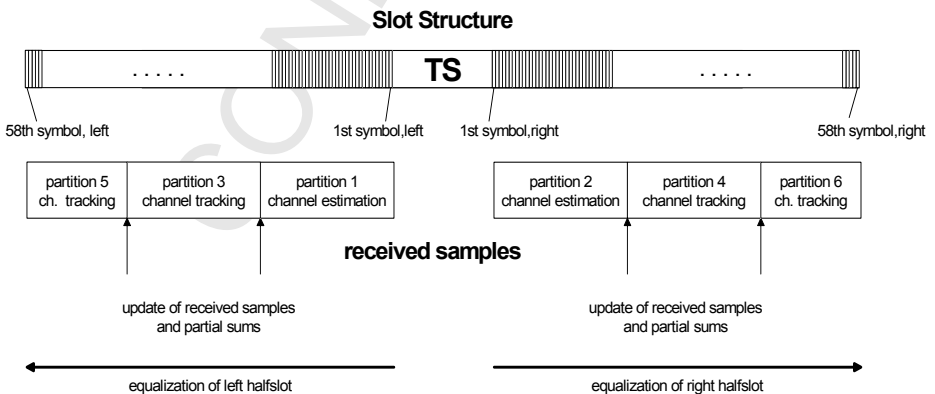 Slot Structure
. . . . . TS . . . . .
58th symbol, left 1st symbol,left 1st symbol,right 58th symbol,right
partition 5 partition 3 partition 1 partition 2 partition 4 partition 6
ch. tracking channel tracking channel estimation channel estimation channel tracking ch. tracking
received samples
update of received samples update of received samples
and partial sums and partial sums
equalization of left halfslot equalization of right halfslot